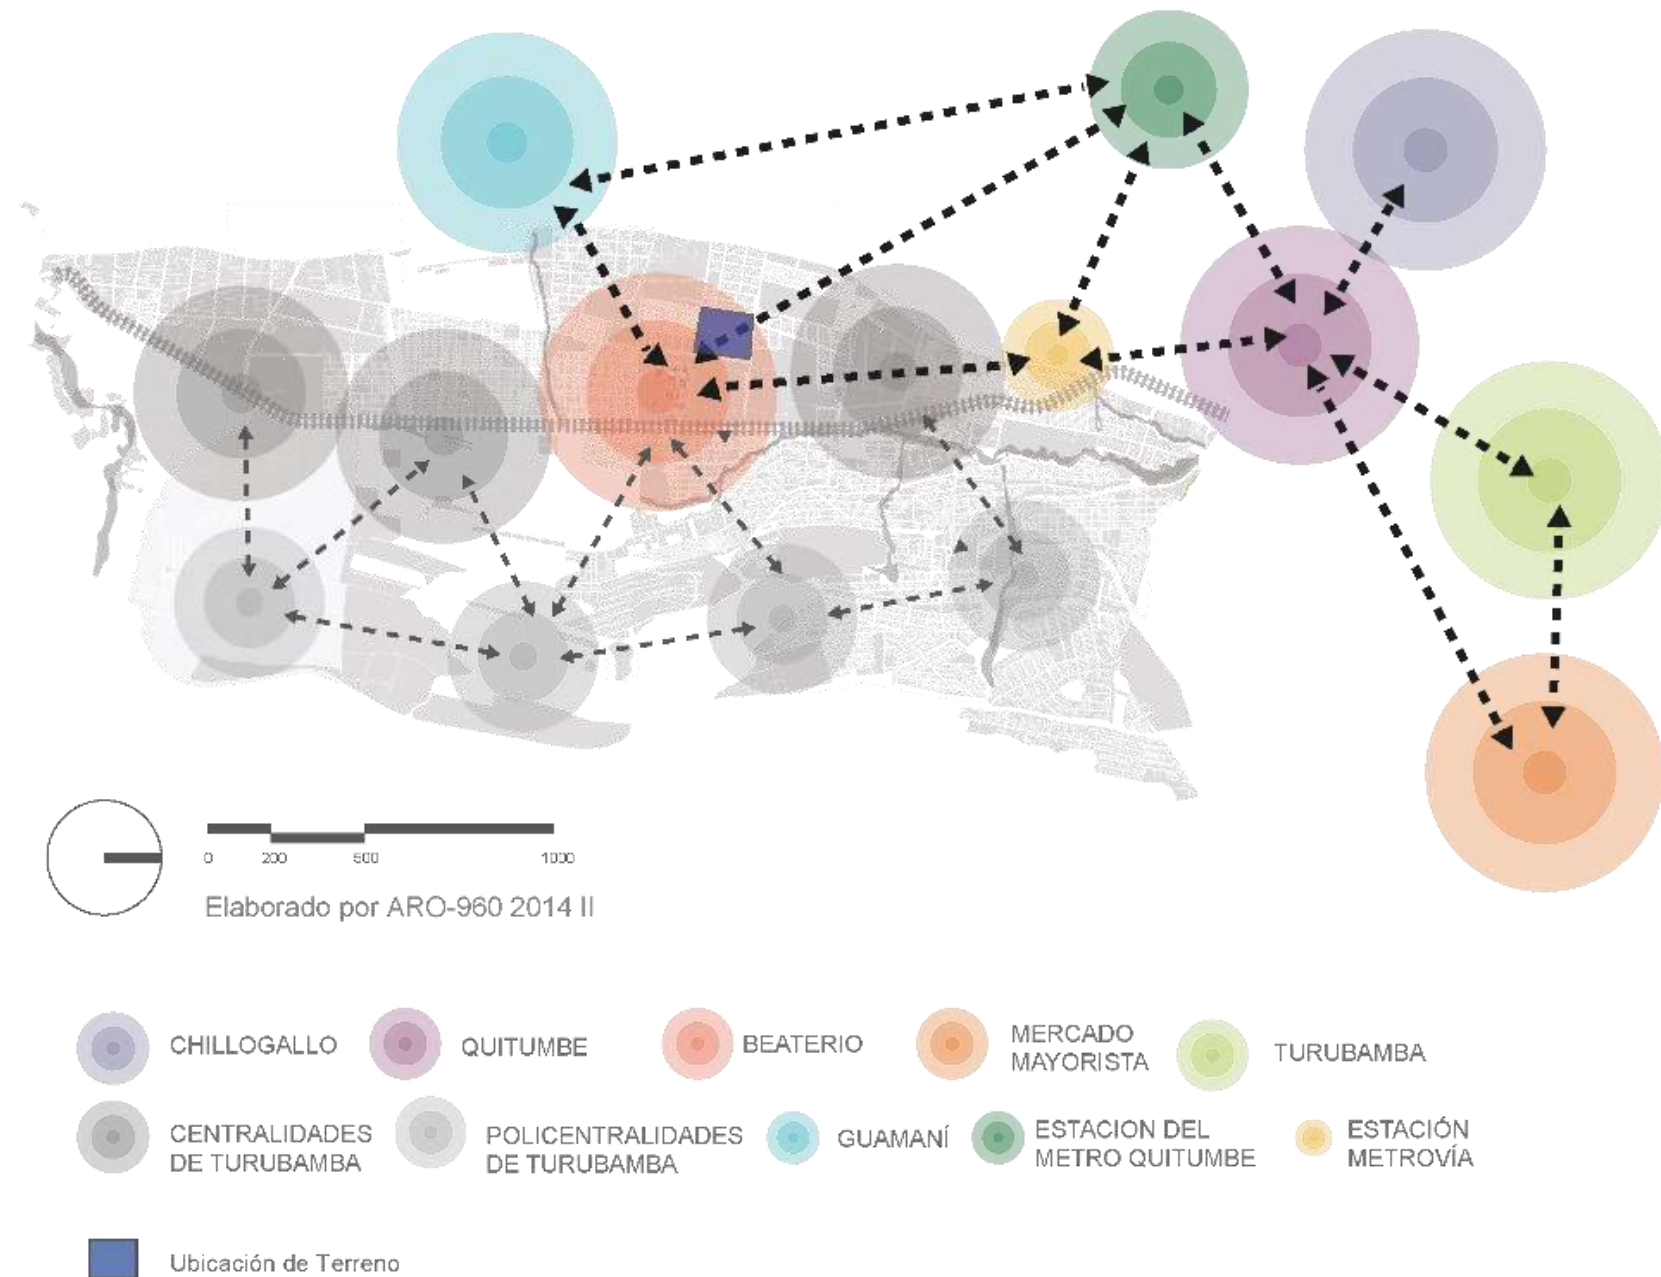 0 200 500 1000
Elaborado por ARO-960 2014 II
CHILLOGALLO
QUITUMBE
BEATERIO
MERCADO
MAYORISTA
TURUBAMBA
CENTRALIDADES
DE TURUBAMBA
POLICENTRALIDADES
DE TURUBAMBA
GUAMANÍ
ESTACION DEL
METRO QUITUMBE
ESTACIÓN
METROVÍA
Ubicación de Terreno